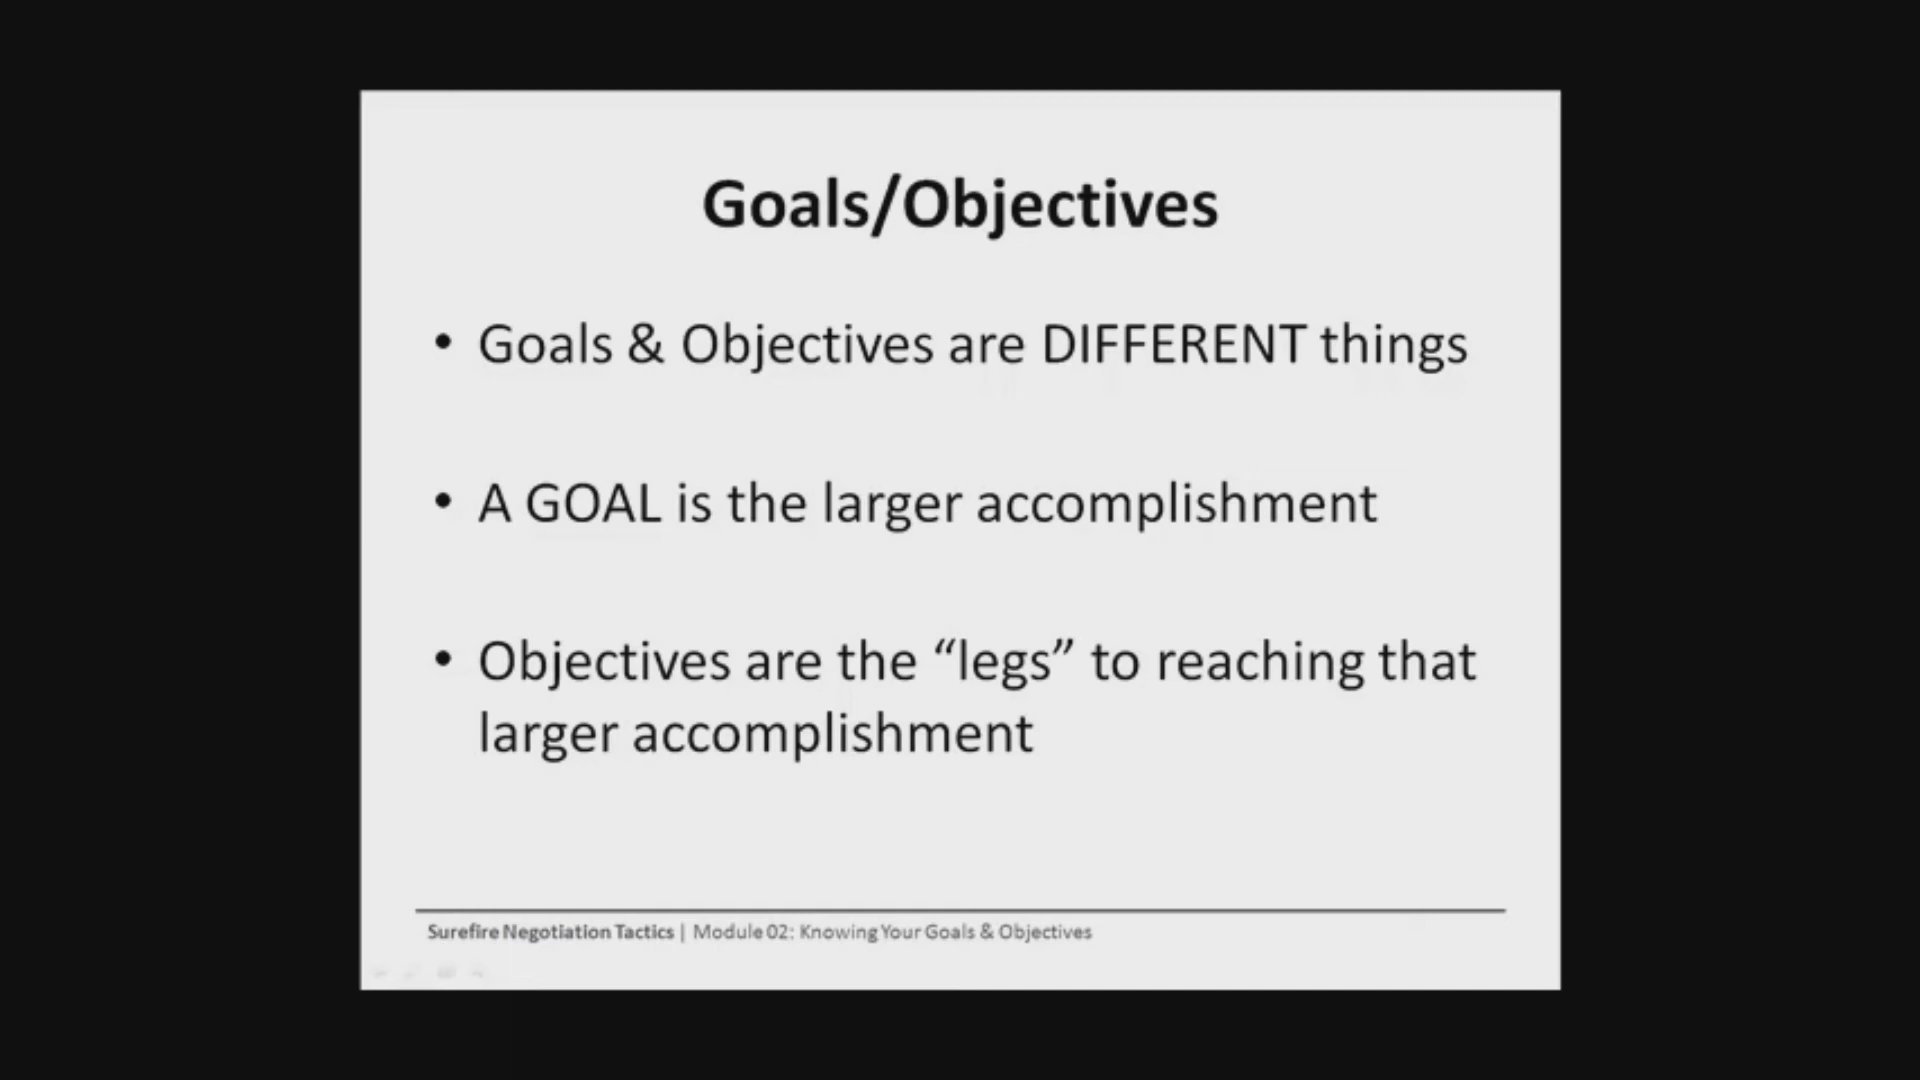 Goals/Objectives
• Goals & Objectives are DIFFERENT things
• A GOAL is the larger accomplishment
• Objectives are the “legs” to reaching that
larger accomplishment
Surefire Negotiation Tactics | Module 02: Knowing Your Goals & Objectives